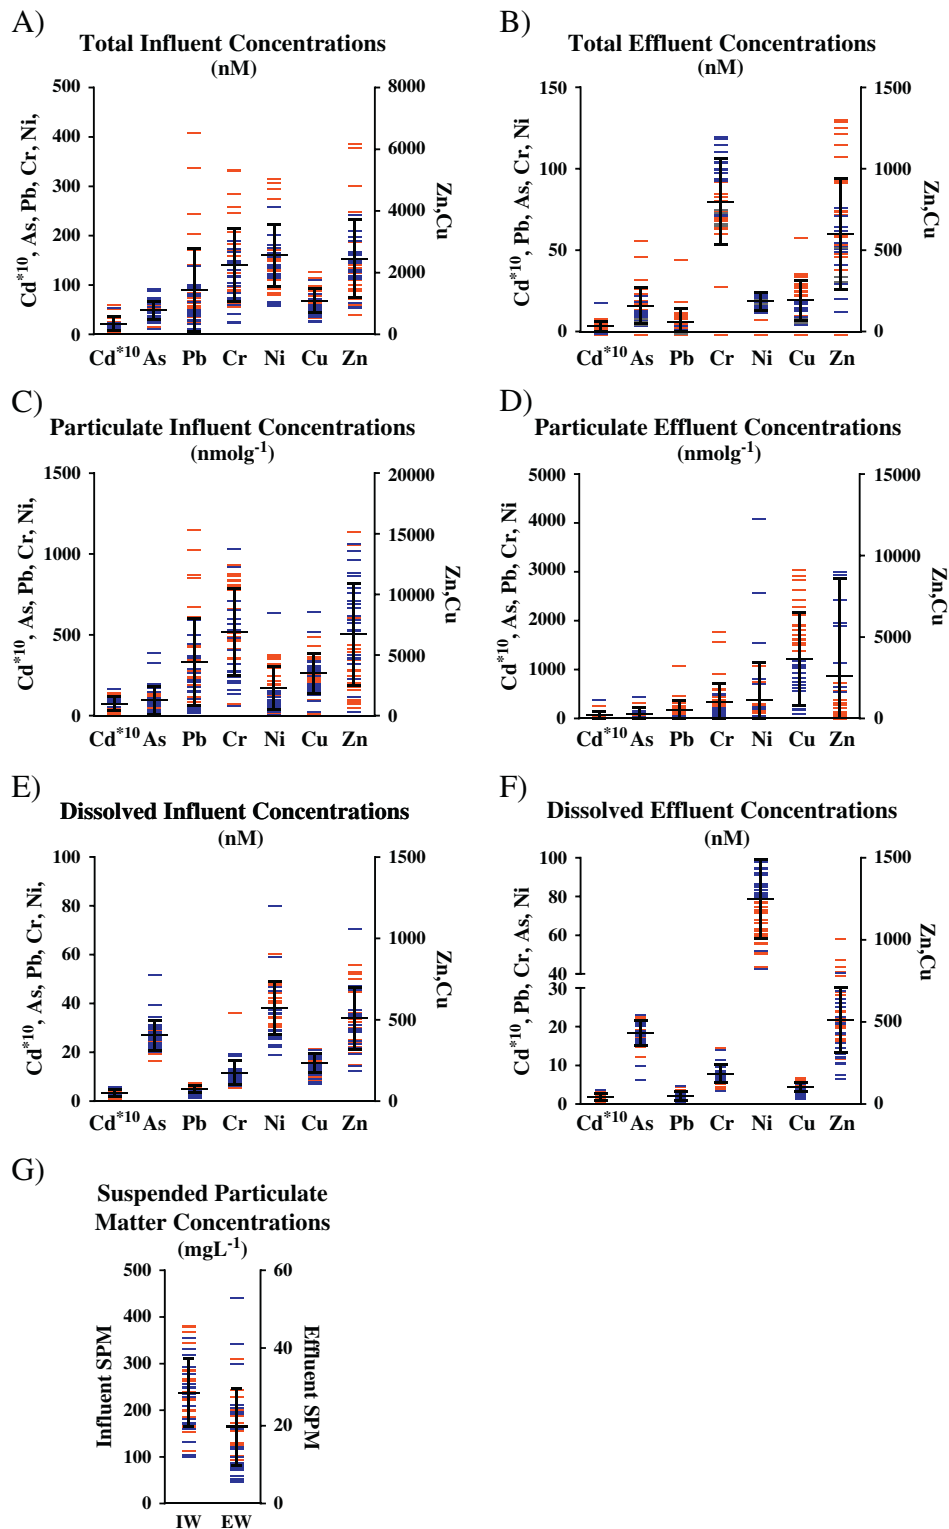 A)
Total Influent Concentrations
(nM)
Cd*10, As, Pb, Cr, Ni,
500
400
300
200
100
0
8000
6000
4000
2000
0
Zn,Cu
Cd*10 As Pb Cr Ni Cu Zn
B)
Total Effluent Concentrations
(nM)
Cd*10, Pb, As, Cr, Ni
150
100
50
0
1500
1000
500
0
Zn,Cu
Cd*10 As Pb Cr Ni Cu Zn
C)
Particulate Influent Concentrations
(nmolg-1)
Cd*10, As, Pb, Cr, Ni,
1500
1000
500
0
20000
15000
10000
5000
0
Zn,Cu
Cd*10 As Pb Cr Ni Cu Zn
D)
Particulate Effluent Concentrations
(nmolg-1)
Cd*10, As, Pb, Cr, Ni
5000
4000
3000
2000
1000
0
15000
10000
5000
0
Zn,Cu
Cd*10 As Pb Cr Ni Cu Zn
E)
Dissolved Influent Concentrations
(nM)
Cd*10, As, Pb, Cr, Ni,
100
80
60
40
20
0
1500
1000
500
0
Zn,Cu
Cd*10 As Pb Cr Ni Cu Zn
F)
Dissolved Effluent Concentrations
(nM)
Cd*10, Pb, Cr, As, Ni
100
80
60
40
30
20
10
0
1500
1000
500
0
Zn,Cu
Cd*10 As Pb Cr Ni Cu Zn
G)
Suspended Particulate
Matter Concentrations
(mgL-1)
Influent SPM
500
400
300
200
100
0
60
40
20
0
Effluent SPM
IW EW